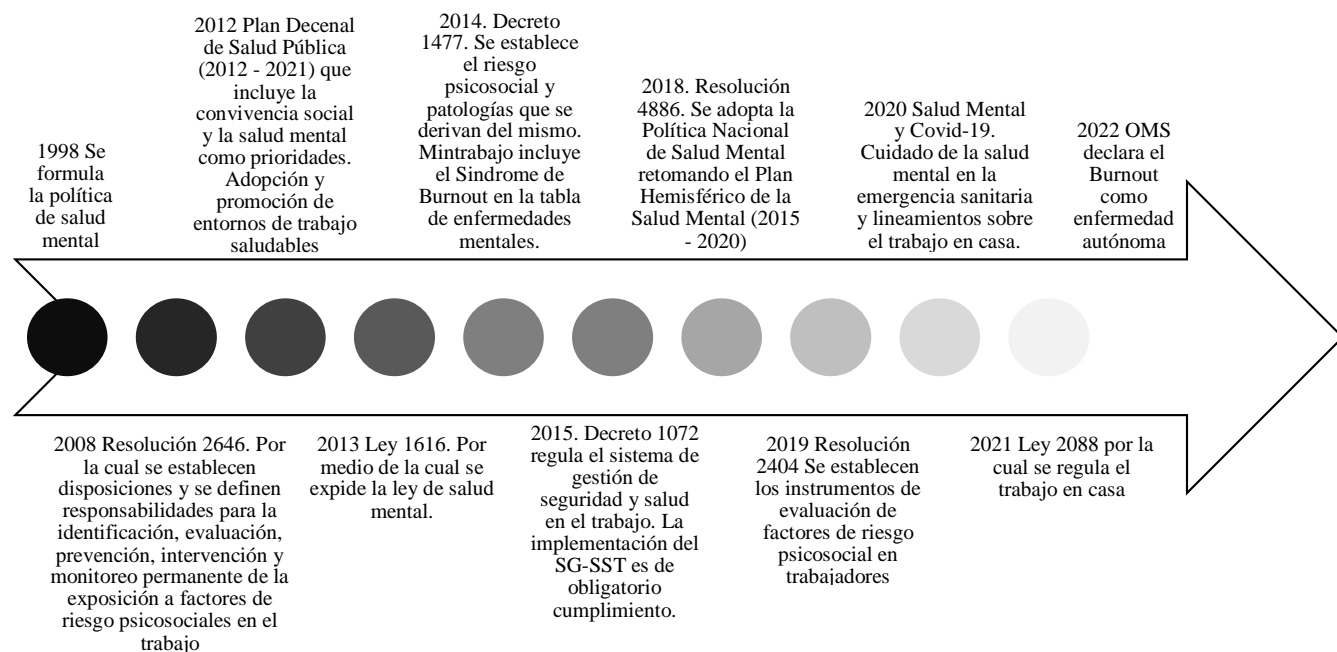 1998 Se
formula
la política
de salud
mental
2008 Resolución 2646. Por
la cual se establecen
disposiciones y se definen
responsabilidades para la
identificación, evaluación,
prevención, intervención y
monitoreo permanente de la
exposición a factores de
riesgo psicosociales en el
trabajo
2012 Plan Decenal
de Salud Pública
(2012 - 2021) que
incluye la
convivencia social
y la salud mental
como prioridades.
Adopción y
promoción de
entornos de trabajo
saludables
2013 Ley 1616. Por
medio de la cual se
expide la ley de salud
mental.
2014. Decreto
1477. Se establece
el riesgo
psicosocial y
patologías que se
derivan del mismo.
Mintrabajo incluye
el Sindrome de
Burnout en la tabla
de enfermedades
mentales.
2015. Decreto 1072
regula el sistema de
gestión de
seguridad y salud
en el trabajo. La
implementación del
SG-SST es de
obligatorio
cumplimiento.
2018. Resolución
4886. Se adopta la
Política Nacional
de Salud Mental
retomando el Plan
Hemisférico de la
Salud Mental (2015
- 2020)
2019 Resolución
2404 Se establecen
los instrumentos de
evaluación de
factores de riesgo
psicosocial en
trabajadores
2020 Salud Mental
y Covid-19.
Cuidado de la salud
mental en la
emergencia sanitaria
y lineamientos sobre
el trabajo en casa.
2021 Ley 2088 por la
cual se regula el
trabajo en casa
2022 OMS
declara el
Burnout
como
enfermedad
autónoma